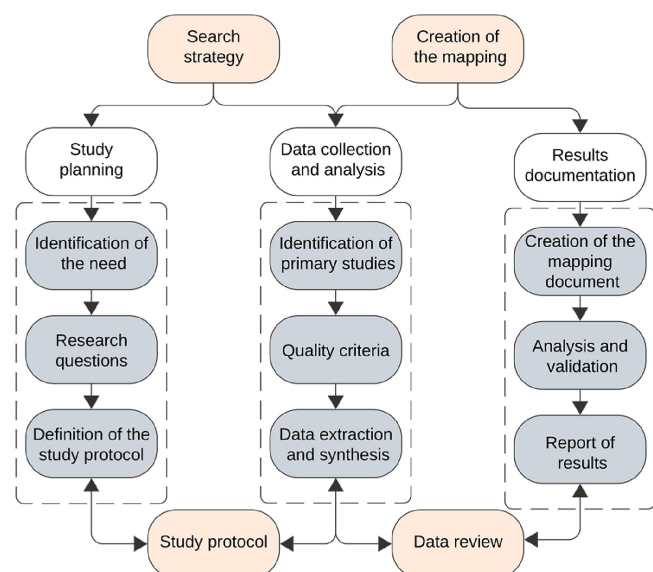 Search
strategy
Creation of
the mapping
Study
planning
Data collection
and analysis
Results
documentation
Identification of
the need
Identification of
primary studies
Creation of the
mapping
document
Research
questions
Quality criteria
Analysis and
validation
Definition of the
study protocol
Data extraction
and synthesis
Report of
results
Study protocol
Data review